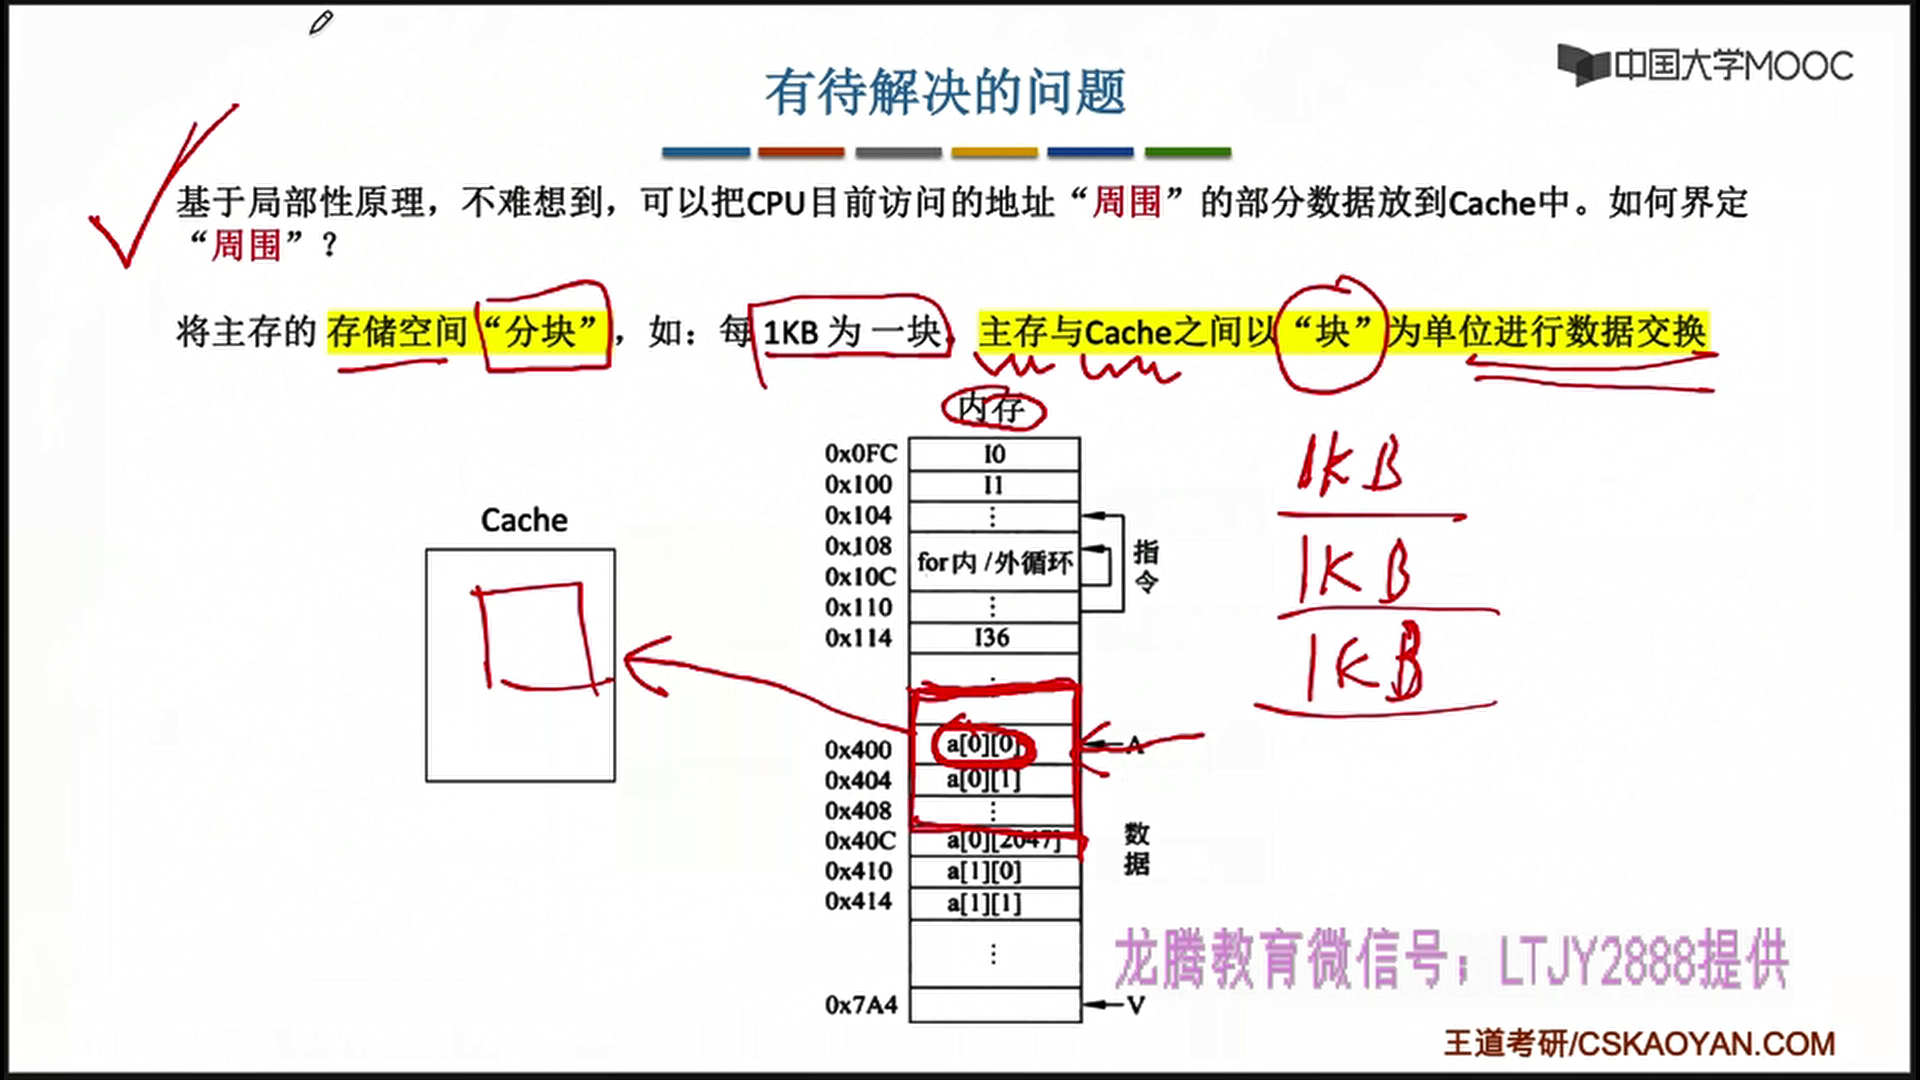 中国大学MOOC
有待解决的问题
基于局部性原理，不难想到，可以把CPU目前访问的地址“周围”的部分数据放到Cache中。如何界定
“周围”？
将主存的 存储空间“分块”，如：每 1KB 为 一块 主存与Cache之间以“块”为单位进行数据交换
内存
Cache
0x0FC I0
0x100 I1
0x104 ⋮
0x108
for内 /外循环
0x10C
0x110 ⋮
0x114 I36
指令
0x400 a[0][0] A
0x404 a[0][1]
0x408 ⋮
0x40C a[0][2047]
0x410 a[1][0]
0x414 a[1][1]
⋮
0x7A4 V
数据
1KB
1KB
1KB
龙腾教育微信号；LTJY2888提供
王道考研/CSKAOYAN.COM